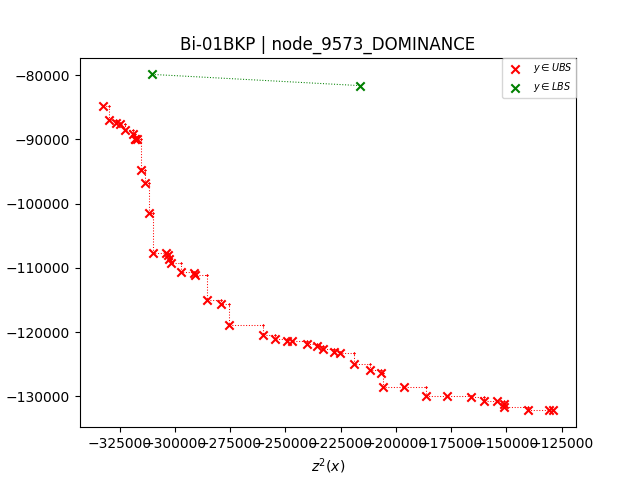 Bi-01BKP | node_9573_DOMINANCE
y ∈ UBS
y ∈ LBS
−80000
−90000
−100000
−110000
−120000
−130000
−325000 −300000 −275000 −250000 −225000 −200000 −175000 −150000 −125000
z²(x)